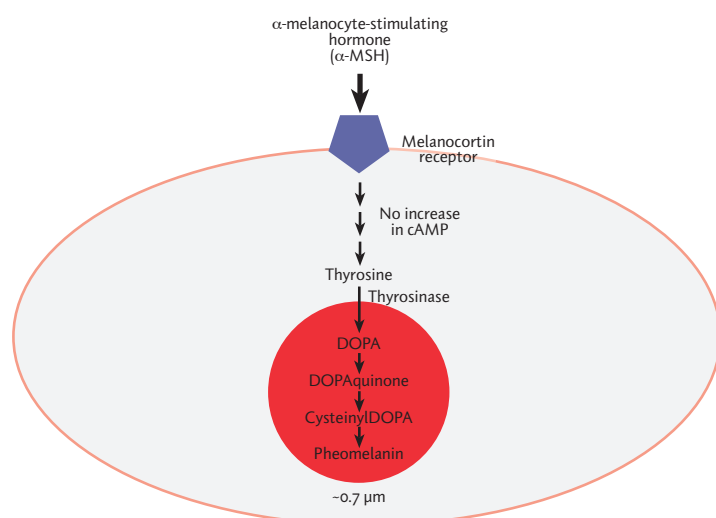 α-melanocyte-stimulating
hormone
(α-MSH)
Melanocortin
receptor
No increase
in cAMP
Thyrosine
Thyrosinase
DOPA
DOPAquinone
CysteinylDOPA
Pheomelanin
~0.7 µm